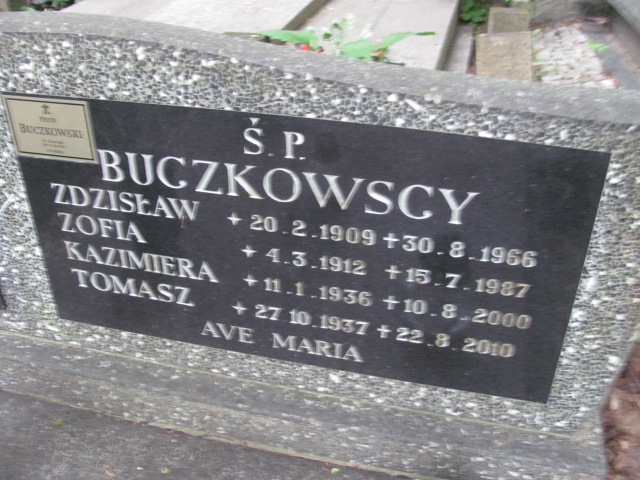 Piotr
BUCZKOWSKI
Ś. P.
BUCZKOWSCY
ZDZISŁAW * 20.2.1909 + 30.8.1966
ZOFIA * 4.3.1912 + 15.7.1987
KAZIMIERA * 11.1.1936 + 10.8.2000
TOMASZ * 27.10.1937 + 22.8.2010
AVE MARIA